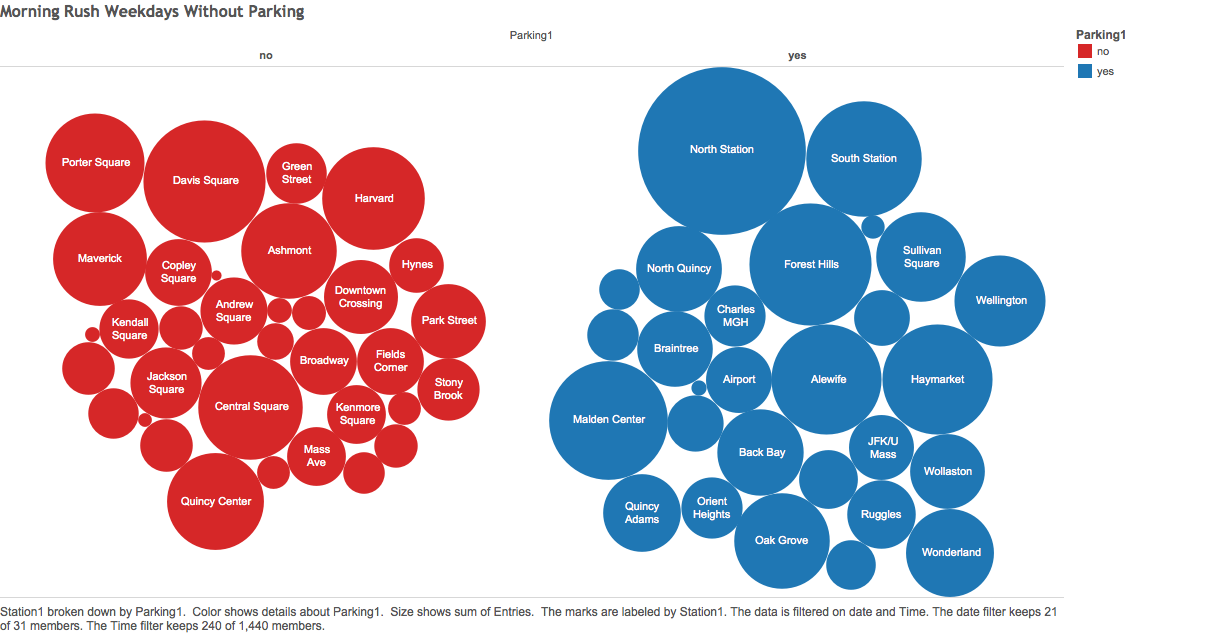 Morning Rush Weekdays Without Parking
Parking1
no
yes
Parking1
no
yes
Porter Square
Davis Square
Green
Street
Harvard
Maverick
Copley
Square
Ashmont
Hynes
Downtown
Crossing
Andrew
Square
Park Street
Kendall
Square
Broadway
Fields
Corner
Jackson
Square
Stony
Brook
Central Square
Kenmore
Square
Mass
Ave
Quincy Center
North Station
South Station
North Quincy
Forest Hills
Sullivan
Square
Wellington
Charles
MGH
Braintree
Airport
Alewife
Haymarket
Malden Center
Back Bay
JFK/U
Mass
Wollaston
Quincy
Adams
Orient
Heights
Ruggles
Oak Grove
Wonderland
Station1 broken down by Parking1.  Color shows details about Parking1.  Size shows sum of Entries.  The marks are labeled by Station1. The data is filtered on date and Time. The date filter keeps 21
of 31 members. The Time filter keeps 240 of 1,440 members.